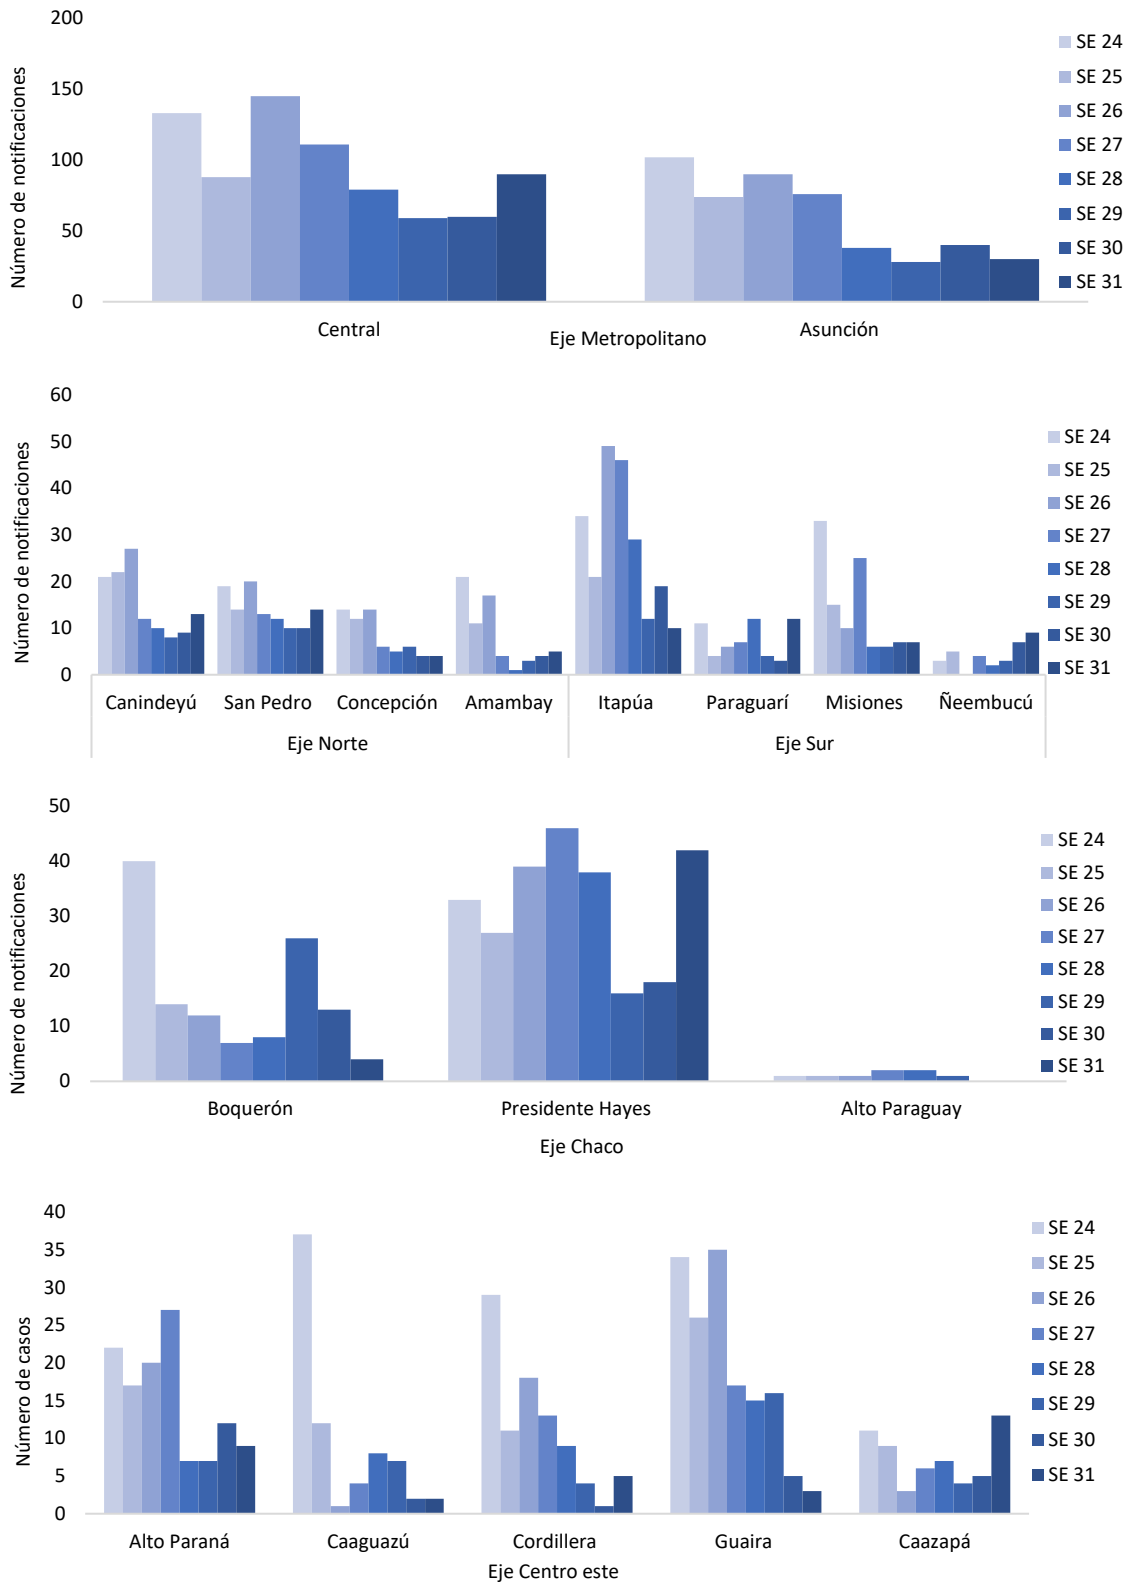 200
150
100
50
0
Número de notificaciones
Central
Asunción
Eje Metropolitano
SE 24
SE 25
SE 26
SE 27
SE 28
SE 29
SE 30
SE 31
60
50
40
30
20
10
0
Número de notificaciones
Canindeyú San Pedro Concepción Amambay Itapúa Paraguarí Misiones Ñeembucú
Eje Norte Eje Sur
SE 24
SE 25
SE 26
SE 27
SE 28
SE 29
SE 30
SE 31
50
40
30
20
10
0
Número de notificaciones
Boquerón Presidente Hayes Alto Paraguay
Eje Chaco
SE 24
SE 25
SE 26
SE 27
SE 28
SE 29
SE 30
SE 31
40
35
30
25
20
15
10
5
0
Número de casos
Alto Paraná Caaguazú Cordillera Guaira Caazapá
Eje Centro este
SE 24
SE 25
SE 26
SE 27
SE 28
SE 29
SE 30
SE 31